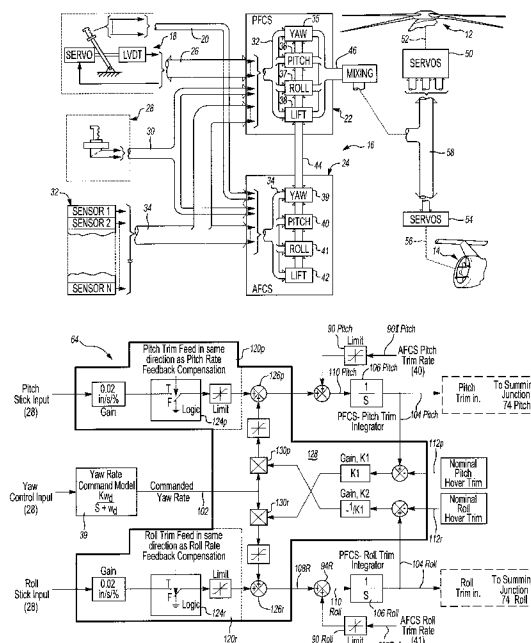 18
20
26
SERVO
LVDT
28
39
32
SENSOR 1
SENSOR 2
SENSOR N
34
PFCS
35
32
YAW
36
PITCH
37
ROLL
38
LIFT
46
MIXING
22
16
44
24
34
YAW
39
PITCH
40
ROLL
41
LIFT
42
AFCS
52
12
50
SERVOS
58
SERVOS
54
56
14
64
Pitch Trim Feed in same
direction as Pitch Rate
Feedback Compensation
120p
Pitch
Stick Input
(28)
0.02
in/s/%
Gain
T
F
Logic
124p
Limit
126p
90 Pitch
Limit
90I Pitch
AFCS Pitch
Trim Rate
(40)
110 Pitch
106 Pitch
1
S
PFCS- Pitch Trim
Integrator
104 Pitch
Pitch
Trim in.
To Summin
Junction
74 Pitch
130p
Gain, K1
K1
128
112p
Nominal
Pitch
Hover Trim
Yaw
Control Input
(28)
Yaw Rate
Command Model
Kwd
S + wd
39
Commanded
Yaw Rate
102
130r
Gain, K2
-1/K1
Nominal
Roll
Hover Trim
112r
Roll Trim Feed in same
direction as Roll Rate
Feedback Compensation
Roll
Stick Input
(28)
Gain
0.02
in/s/%
T
F
Logic
124r
Limit
126r
120r
108R
94R
110
Roll
PFCS- Roll Trim
Integrator
1
S
106 Roll
104 Roll
Roll
Trim in.
To Summin
Junction
74 Roll
90 Roll
Limit
AFCS Roll
Trim Rate
(41)